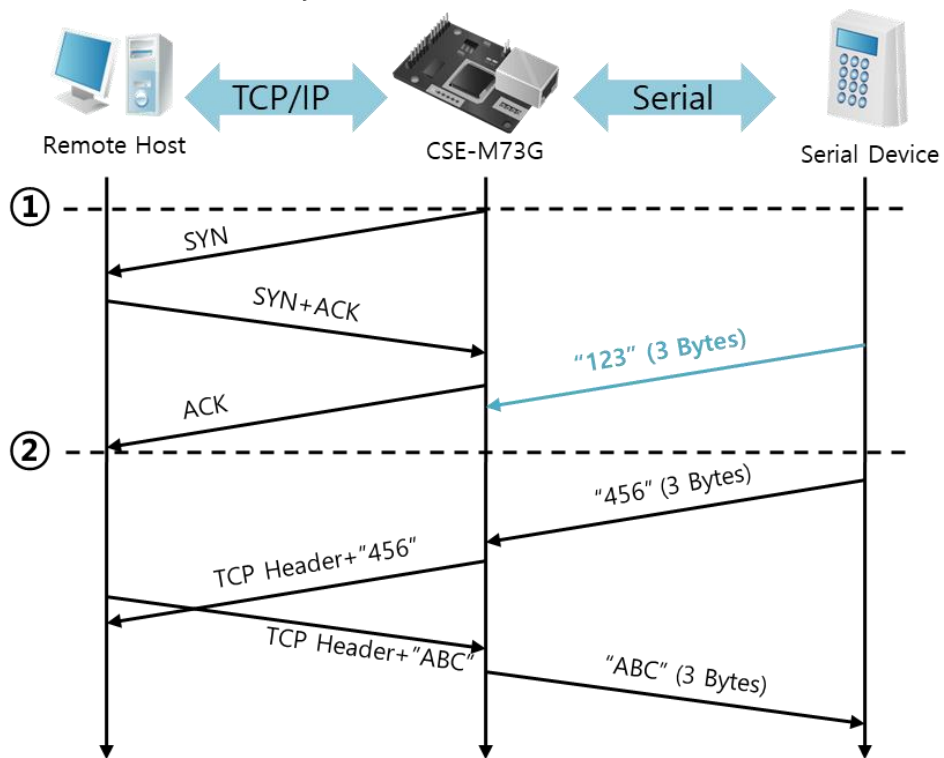 TCP/IP
Serial
Remote Host
CSE-M73G
Serial Device
①
SYN
SYN+ACK
“123” (3 Bytes)
ACK
②
“456” (3 Bytes)
TCP Header+“456”
TCP Header+“ABC”
“ABC” (3 Bytes)